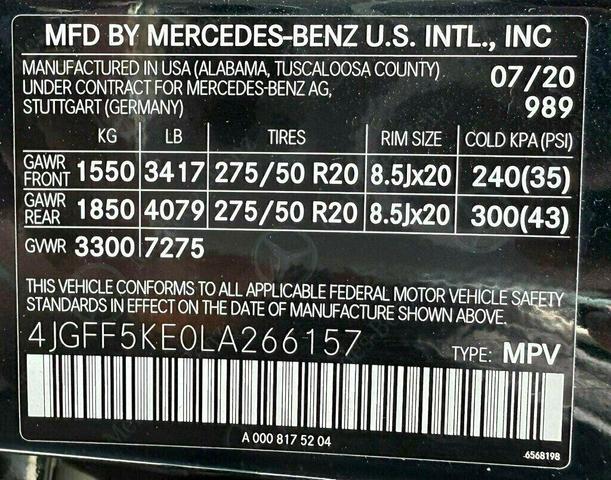 MFD BY MERCEDES-BENZ U.S. INTL., INC
MANUFACTURED IN USA (ALABAMA, TUSCALOOSA COUNTY) 07/20
UNDER CONTRACT FOR MERCEDES-BENZ AG,
STUTTGART (GERMANY) 989
KG LB TIRES RIM SIZE COLD KPA (PSI)
GAWR FRONT 1550 3417 275/50 R20 8.5Jx20 240(35)
GAWR REAR 1850 4079 275/50 R20 8.5Jx20 300(43)
GVWR 3300 7275
THIS VEHICLE CONFORMS TO ALL APPLICABLE FEDERAL MOTOR VEHICLE SAFETY
STANDARDS IN EFFECT ON THE DATE OF MANUFACTURE SHOWN ABOVE.
4JGFF5KE0LA266157 TYPE: MPV
A 000 817 52 04
6568198